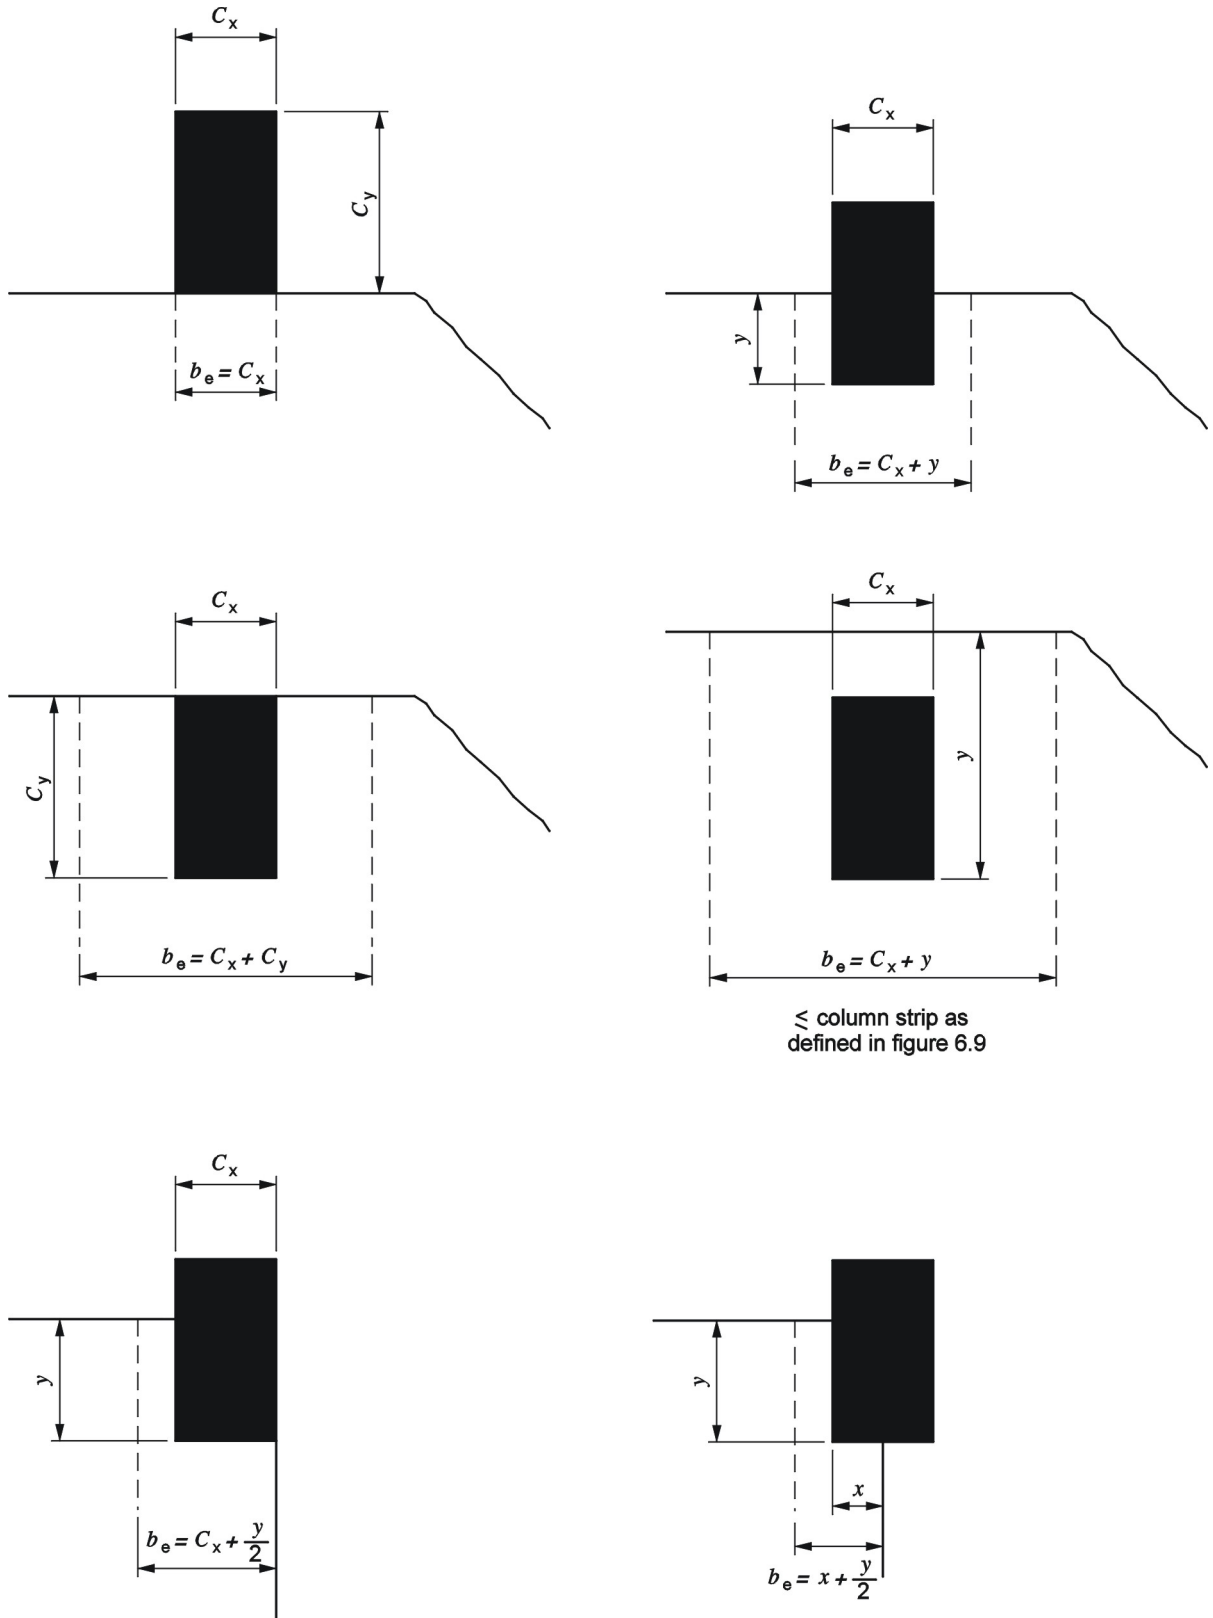 Cx
Cy
be = Cx
Cx
y
be = Cx + y
Cx
Cy
be = Cx + Cy
Cx
y
be = Cx + y
≤ column strip as
defined in figure 6.9
Cx
y
be = Cx + y/2
y
x
be = x + y/2